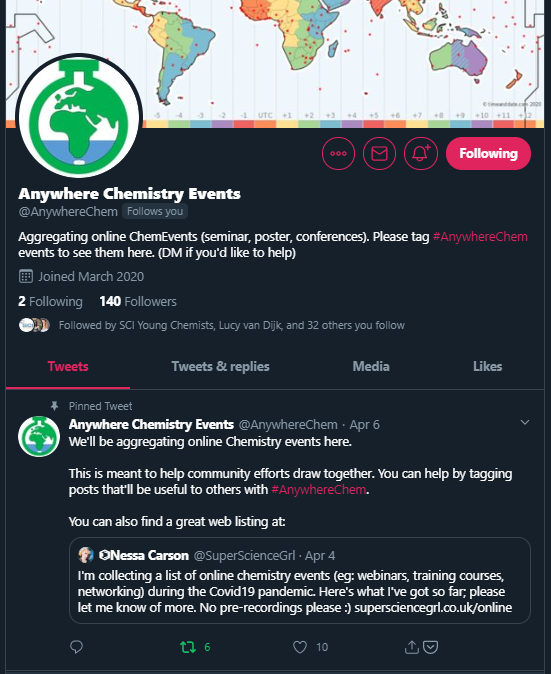 © timeanddate.com 2020
-5 -4 -3 -2 -1 UTC +1 +2 +3 +4 +5 +6 +7 +8 +9 +10 +11 +12
Following
Anywhere Chemistry Events
@AnywhereChem Follows you
Aggregating online ChemEvents (seminar, poster, conferences). Please tag #AnywhereChem
events to see them here. (DM if you'd like to help)
Joined March 2020
2 Following 140 Followers
Followed by SCI Young Chemists, Lucy van Dijk, and 32 others you follow
Tweets Tweets & replies Media Likes
Pinned Tweet
Anywhere Chemistry Events @AnywhereChem · Apr 6
We'll be aggregating online Chemistry events here.
This is meant to help community efforts draw together. You can help by tagging
posts that'll be useful to others with #AnywhereChem.
You can also find a great web listing at:
Nessa Carson @SuperScienceGrl · Apr 4
I'm collecting a list of online chemistry events (eg: webinars, training courses,
networking) during the Covid19 pandemic. Here's what I've got so far; please
let me know of more. No pre-recordings please :) supersciencegrl.co.uk/online
6 10